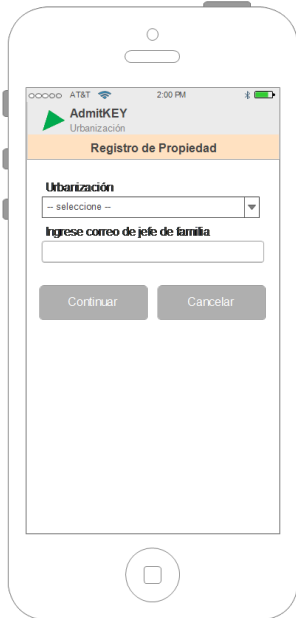 AT&T 2:00 PM
AdmitKEY
Urbanización
Registro de Propiedad
Urbanización
-- seleccione --
Ingrese correo de jefe de familia
Continuar Cancelar